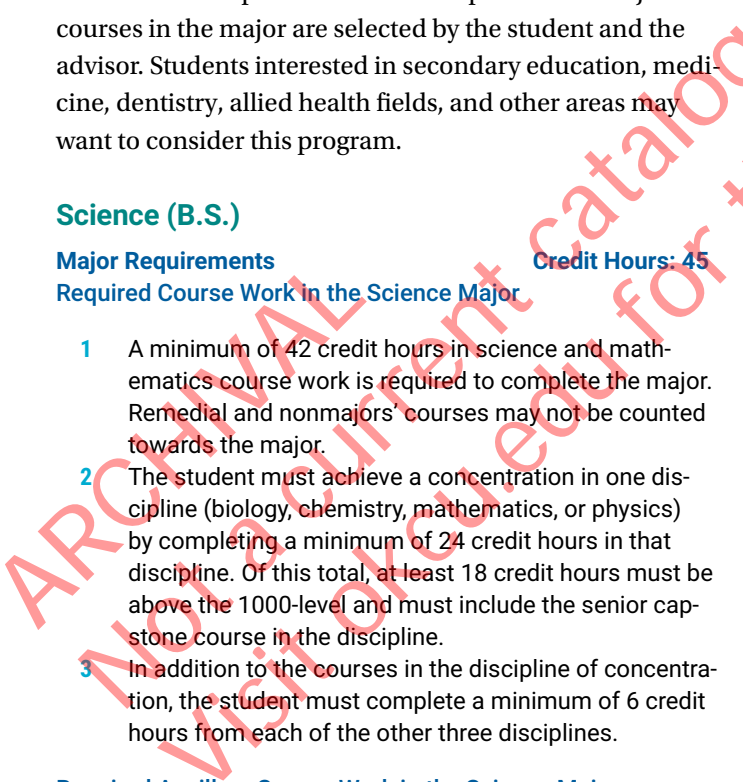 courses in the major are selected by the student and the
advisor. Students interested in secondary education, medi-
cine, dentistry, allied health fields, and other areas may
want to consider this program.
Science (B.S.)
Major Requirements Credit Hours: 45
Required Course Work in the Science Major
1 A minimum of 42 credit hours in science and math-
ematics course work is required to complete the major.
Remedial and nonmajors’ courses may not be counted
towards the major.
2 The student must achieve a concentration in one dis-
cipline (biology, chemistry, mathematics, or physics)
by completing a minimum of 24 credit hours in that
discipline. Of this total, at least 18 credit hours must be
above the 1000-level and must include the senior cap-
stone course in the discipline.
3 In addition to the courses in the discipline of concentra-
tion, the student must complete a minimum of 6 credit
hours from each of the other three disciplines.
ARCHIVAL
Not a current catalog
Visit okcu.edu for